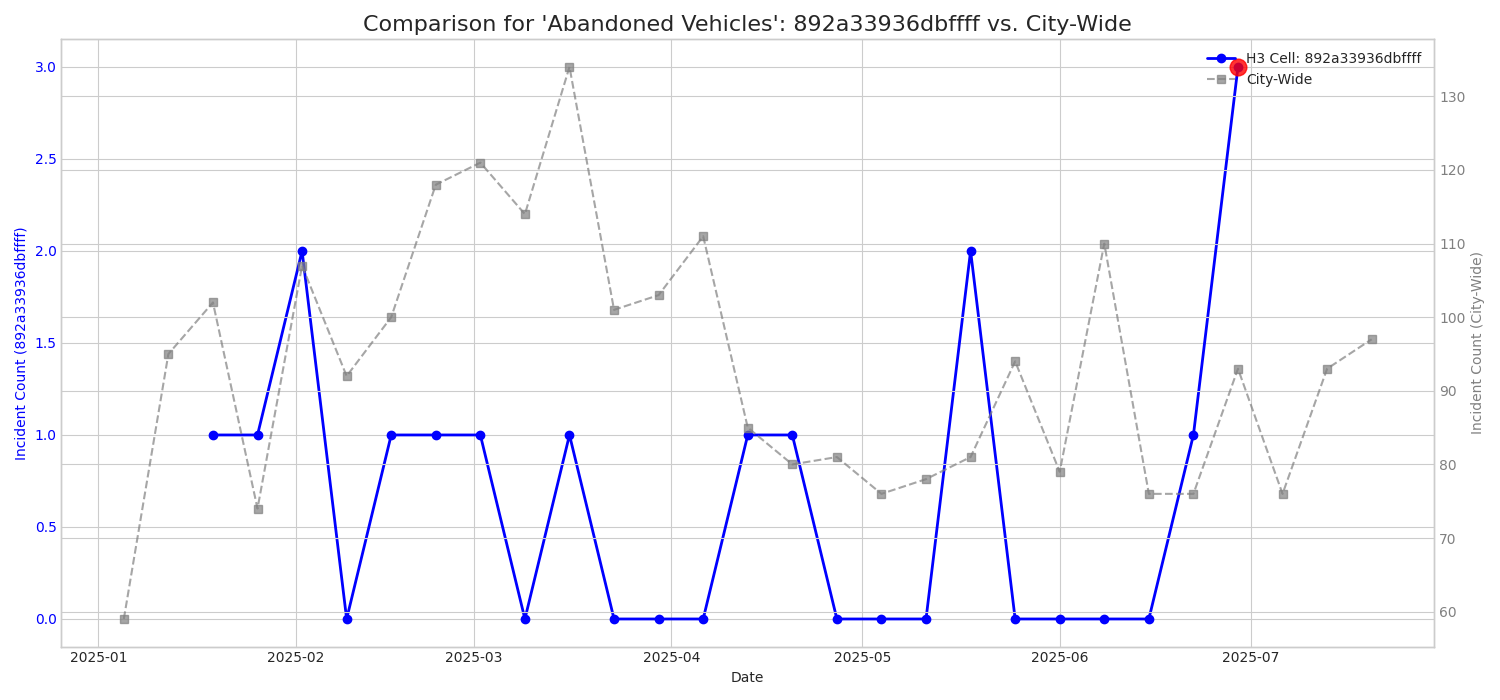 Comparison for 'Abandoned Vehicles': 892a33936dbffff vs. City-Wide
H3 Cell: 892a33936dbffff
City-Wide
Incident Count (892a33936dbffff)
3.0
2.5
2.0
1.5
1.0
0.5
0.0
130
120
110
100
90
80
70
60
Incident Count (City-Wide)
2025-01 2025-02 2025-03 2025-04 2025-05 2025-06 2025-07
Date